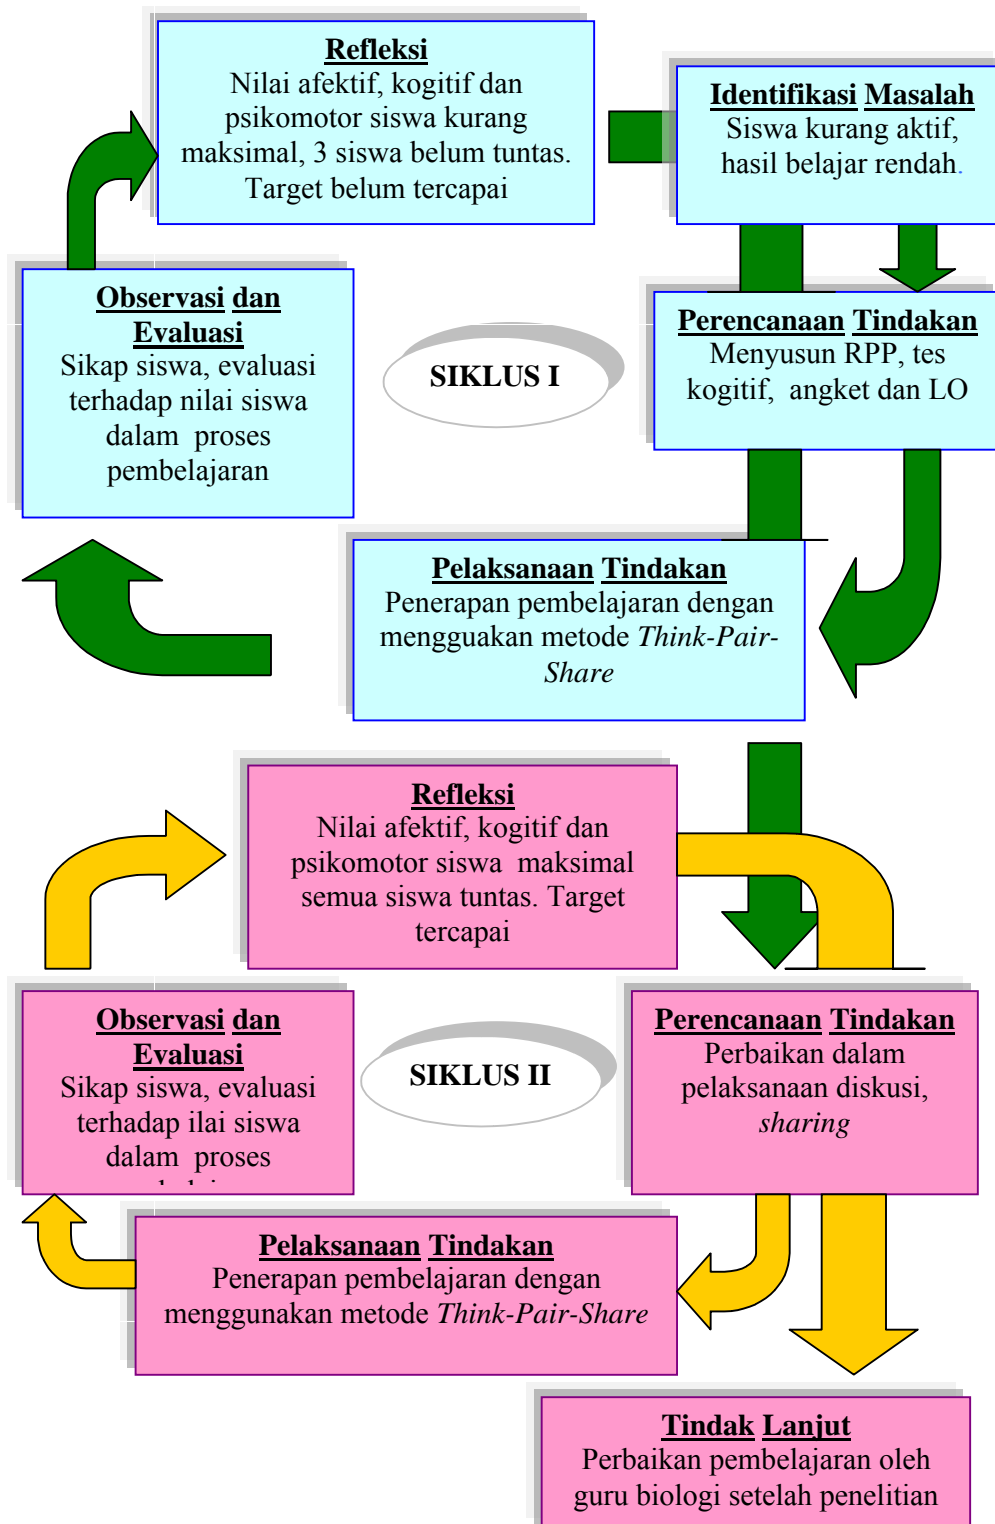 Refleksi
Nilai afektif, kogitif dan
psikomotor siswa kurang
maksimal, 3 siswa belum tuntas.
Target belum tercapai
Identifikasi Masalah
Siswa kurang aktif,
hasil belajar rendah.
Observasi dan
Evaluasi
Sikap siswa, evaluasi
terhadap nilai siswa
dalam proses
pembelajaran
SIKLUS I
Perencanaan Tindakan
Menyusun RPP, tes
kogitif, angket dan LO
Pelaksanaan Tindakan
Penerapan pembelajaran dengan
mengguakan metode Think-Pair-
Share
Refleksi
Nilai afektif, kogitif dan
psikomotor siswa maksimal
semua siswa tuntas. Target
tercapai
Observasi dan
Evaluasi
Sikap siswa, evaluasi
terhadap ilai siswa
dalam proses
SIKLUS II
Perencanaan Tindakan
Perbaikan dalam
pelaksanaan diskusi,
sharing
Pelaksanaan Tindakan
Penerapan pembelajaran dengan
menggunakan metode Think-Pair-Share
Tindak Lanjut
Perbaikan pembelajaran oleh
guru biologi setelah penelitian